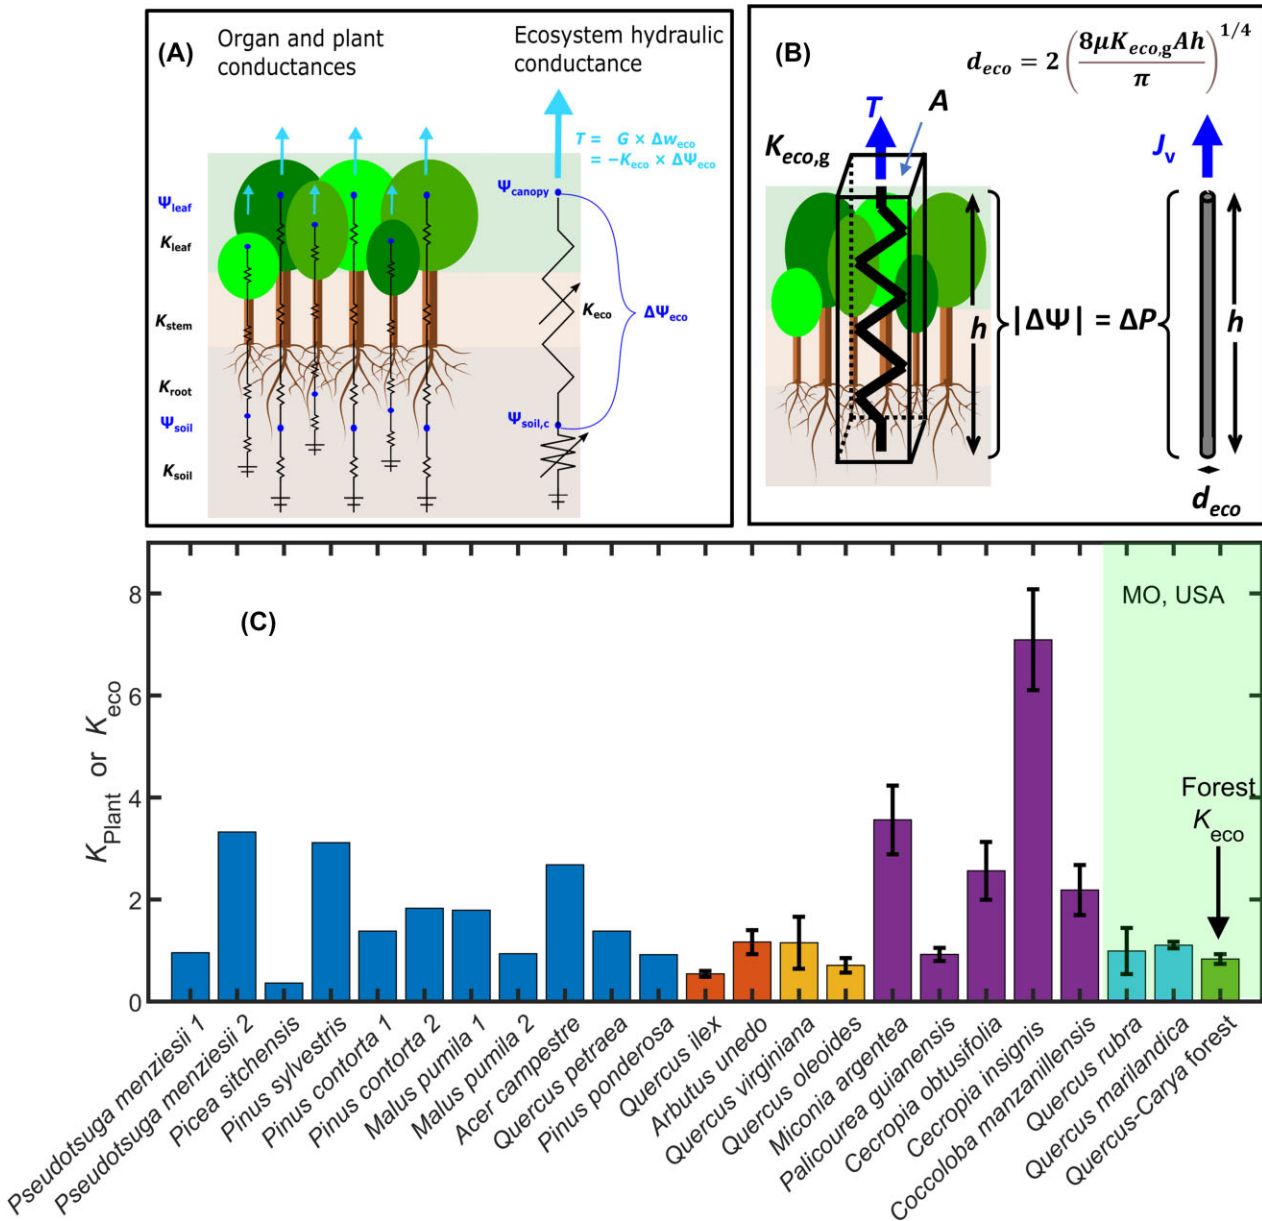 (A)
Organ and plant
conductances
Ecosystem hydraulic
conductance
T = G × Δw_eco
= −K_eco × ΔΨ_eco
Ψ_leaf
K_leaf
K_stem
K_root
Ψ_soil
K_soil
Ψ_canopy
K_eco
ΔΨ_eco
Ψ_soil,c
(B)
d_eco = 2 (8μK_eco,g Ah / π)^1/4
T
A
K_eco,g
J_v
h
|ΔΨ| = ΔP
h
d_eco
(C)
K_Plant or K_eco
8
6
4
2
0
MO, USA
Forest
K_eco
Pseudotsuga menziesii 1
Pseudotsuga menziesii 2
Picea sitchensis
Pinus sylvestris
Pinus contorta 1
Pinus contorta 2
Malus pumila 1
Malus pumila 2
Acer campestre
Quercus petraea
Pinus ponderosa
Quercus ilex
Arbutus unedo
Quercus virginiana
Quercus oleoides
Miconia argentea
Palicourea guianensis
Cecropia obtusifolia
Cecropia insignis
Coccoloba manzanillensis
Quercus rubra
Quercus marilandica
Quercus-Carya forest